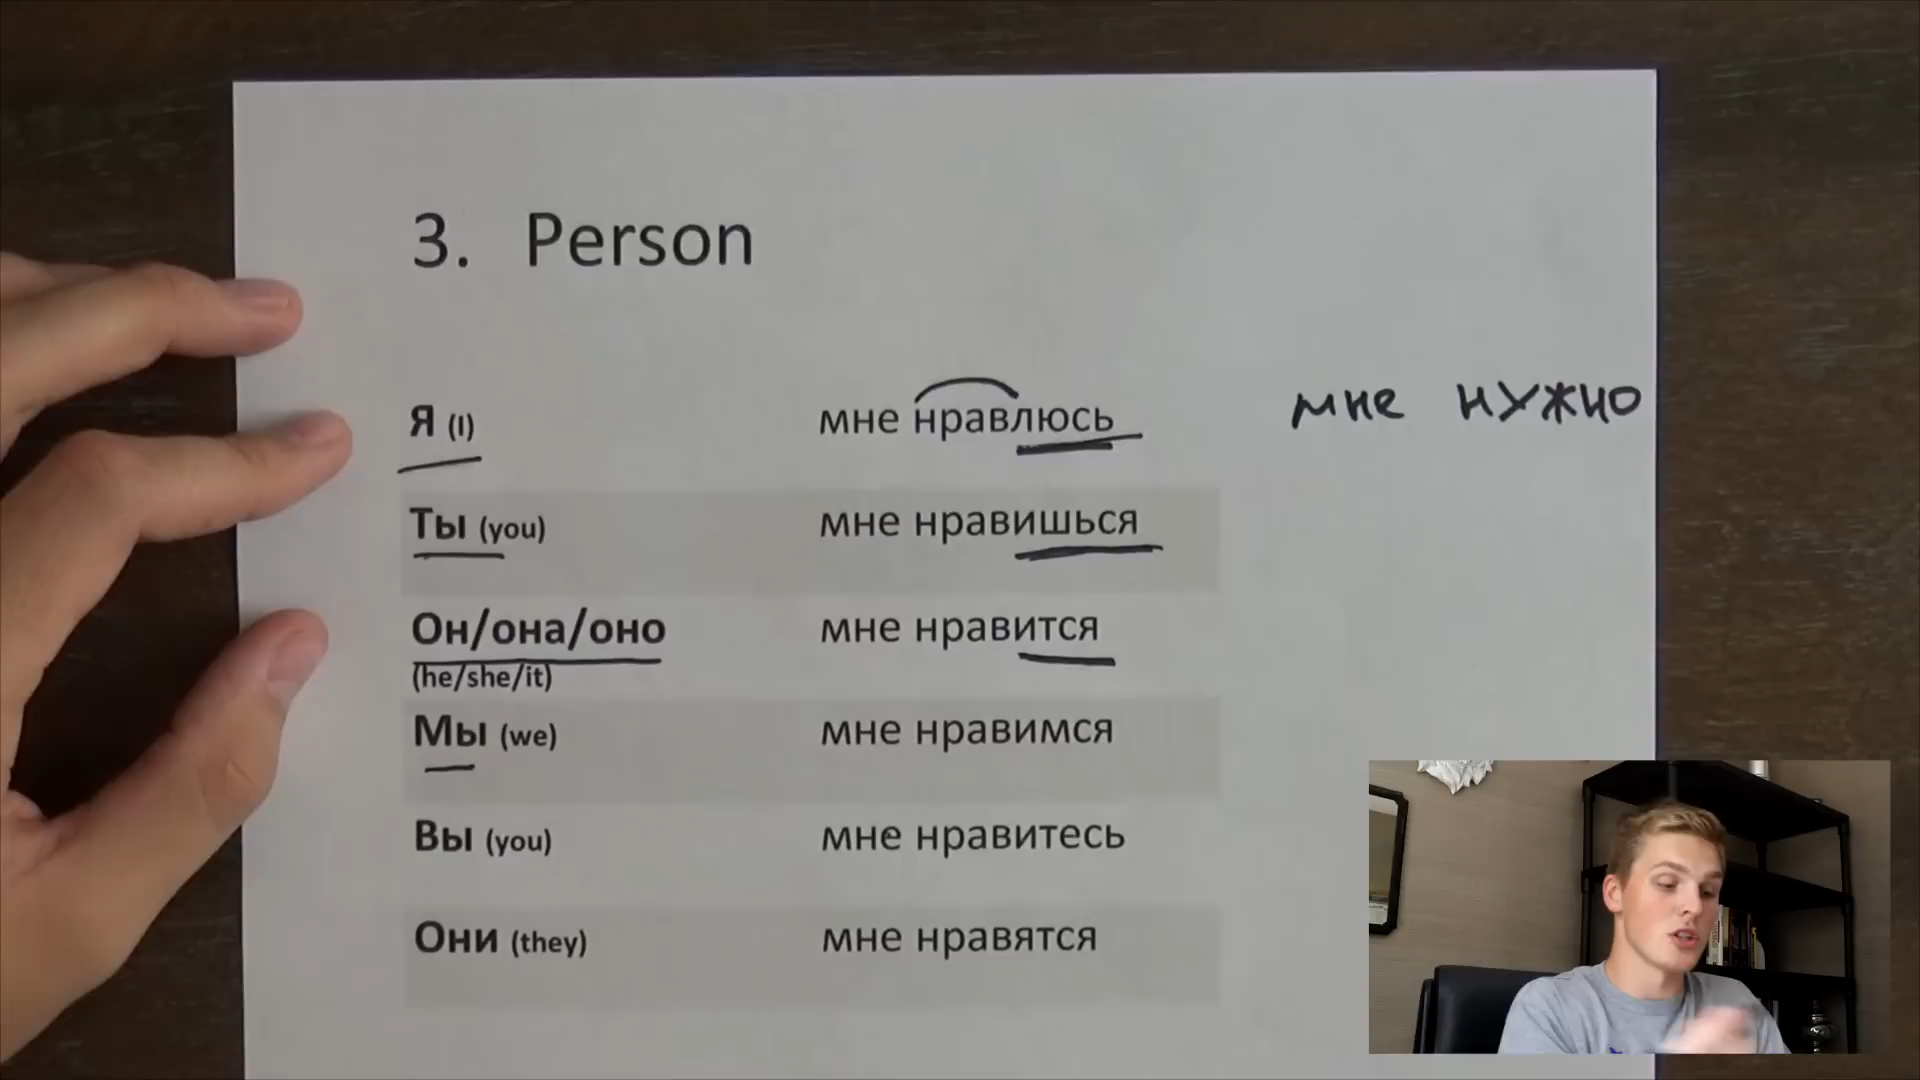 3. Person
Я (I) мне нравлюсь мне нужно
Ты (you) мне нравишься
Он/она/оно мне нравится
(he/she/it)
Мы (we) мне нравимся
Вы (you) мне нравитесь
Они (they) мне нравятся